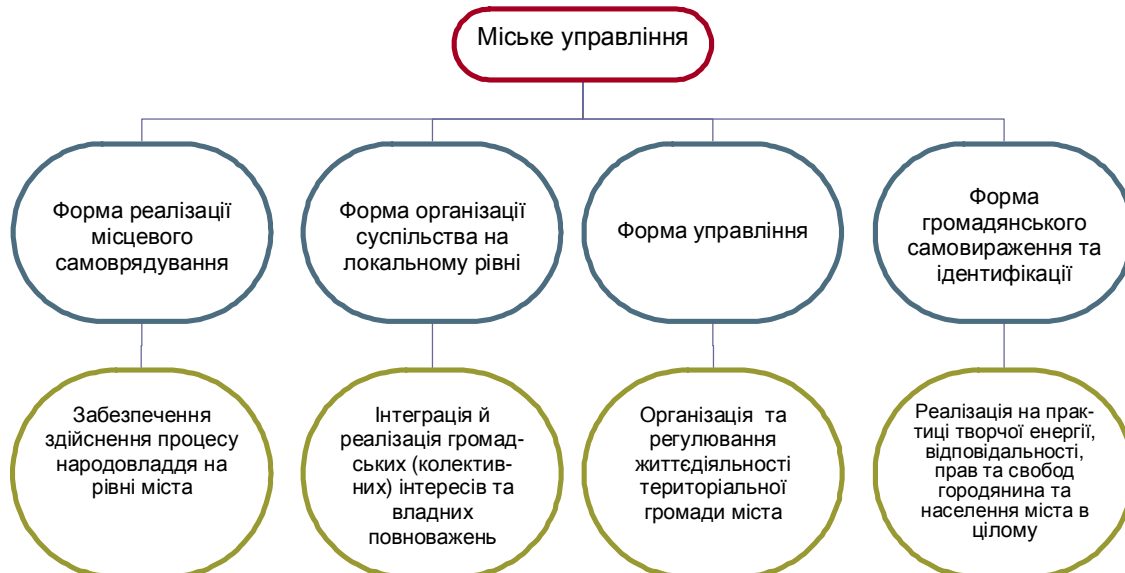 Міське управління
Форма реалізації
місцевого
самоврядування
Форма організації
суспільства на
локальному рівні
Форма управління
Форма
громадянського
самовираження та
ідентифікації
Забезпечення
здійснення процесу
народовладдя на
рівні міста
Інтеграція й
реалізація громад-
ських (колектив-
них) інтересів та
владних
повноважень
Організація та
регулювання
життєдіяльності
територіальної
громади міста
Реалізація на прак-
тиці творчої енергії,
відповідальності,
прав та свобод
городянина та
населення міста в
цілому